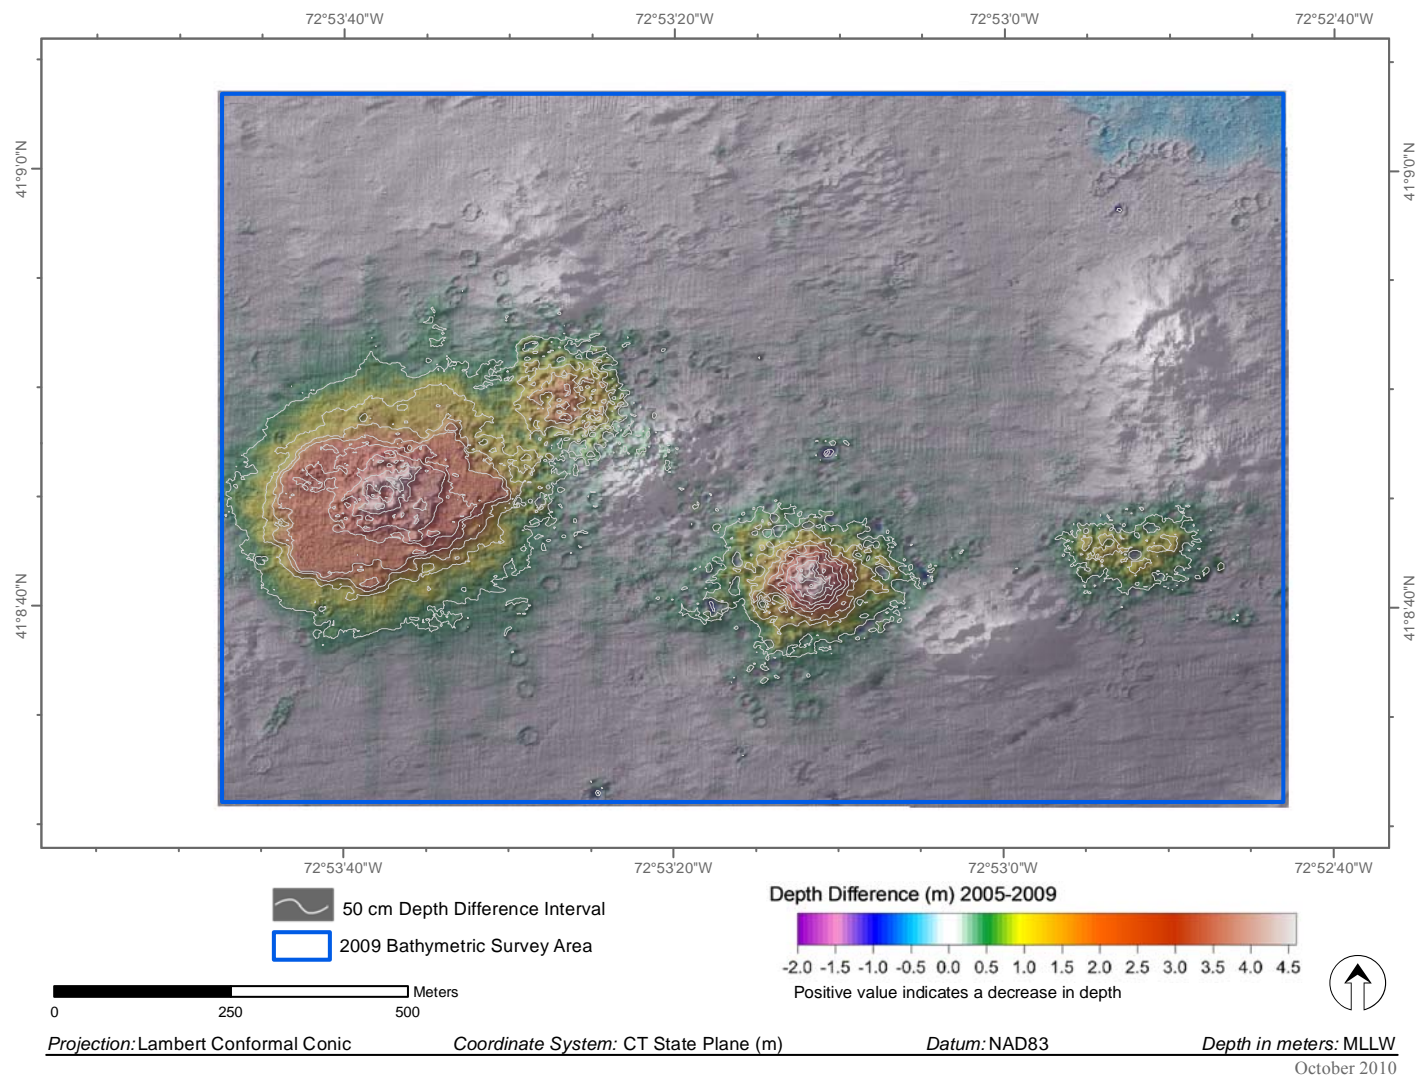 72°53'40"W 72°53'20"W 72°53'0"W 72°52'40"W
41°9'0"N 41°9'0"N
41°8'40"N 41°8'40"N
72°53'40"W 72°53'20"W 72°53'0"W 72°52'40"W
50 cm Depth Difference Interval
2009 Bathymetric Survey Area
Depth Difference (m) 2005-2009
-2.0 -1.5 -1.0 -0.5 0.0 0.5 1.0 1.5 2.0 2.5 3.0 3.5 4.0 4.5
Positive value indicates a decrease in depth
Meters
0 250 500
Projection: Lambert Conformal Conic Coordinate System: CT State Plane (m) Datum: NAD83 Depth in meters: MLLW
October 2010